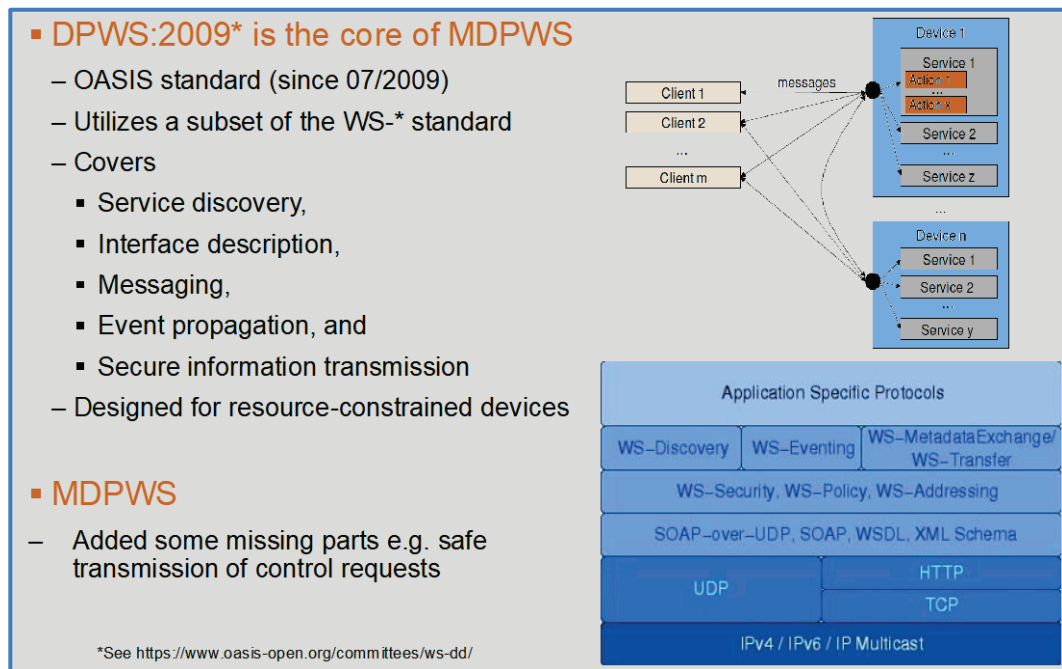 ▪ DPWS:2009* is the core of MDPWS
– OASIS standard (since 07/2009)
– Utilizes a subset of the WS-* standard
– Covers
▪ Service discovery,
▪ Interface description,
▪ Messaging,
▪ Event propagation, and
▪ Secure information transmission
– Designed for resource-constrained devices
▪ MDPWS
– Added some missing parts e.g. safe
transmission of control requests
*See https://www.oasis-open.org/committees/ws-dd/
messages
Client 1
Client 2
...
Client m
Device 1
Service 1
Action 1
...
Action x
Service 2
...
Service z
...
Device n
Service 1
Service 2
...
Service y
Application Specific Protocols
WS–Discovery
WS–Eventing
WS–MetadataExchange/
WS–Transfer
WS–Security, WS–Policy, WS–Addressing
SOAP–over–UDP, SOAP, WSDL, XML Schema
UDP
HTTP
TCP
IPv4 / IPv6 / IP Multicast